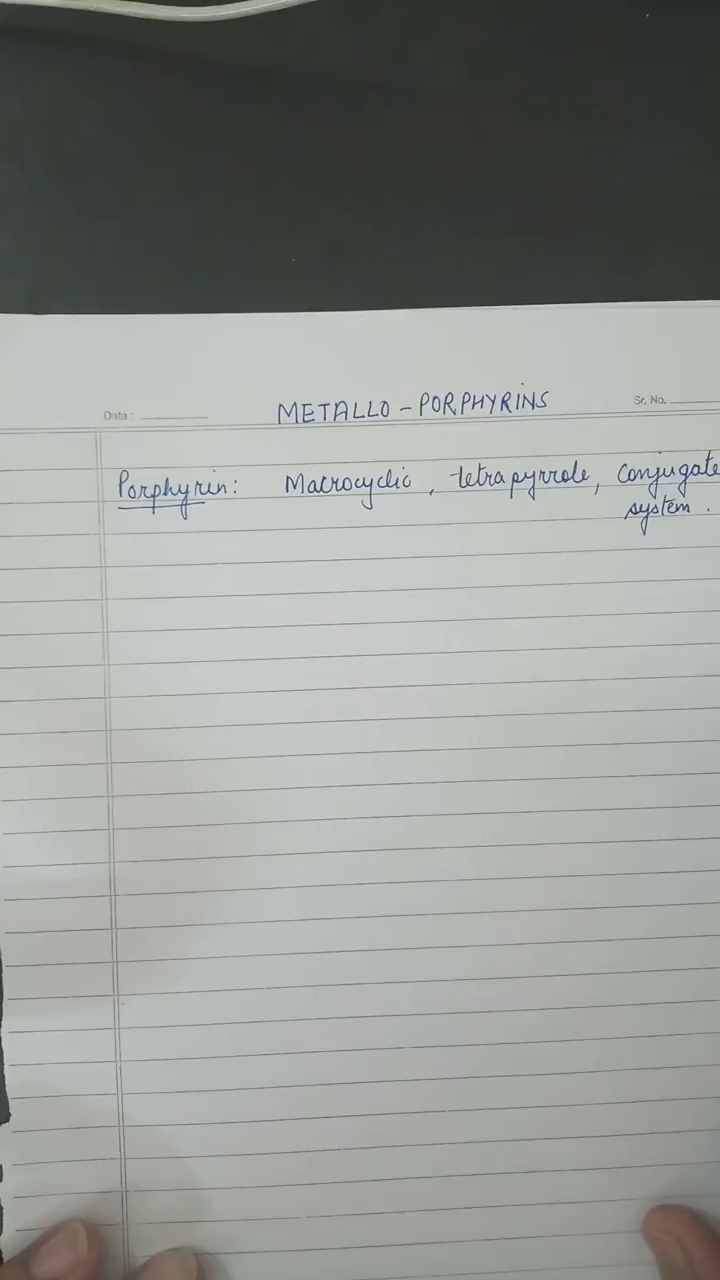 Date :
METALLO - PORPHYRINS
Sr. No.
Porphyrin: Macrocyclic, tetrapyrrole, conjugate
system.